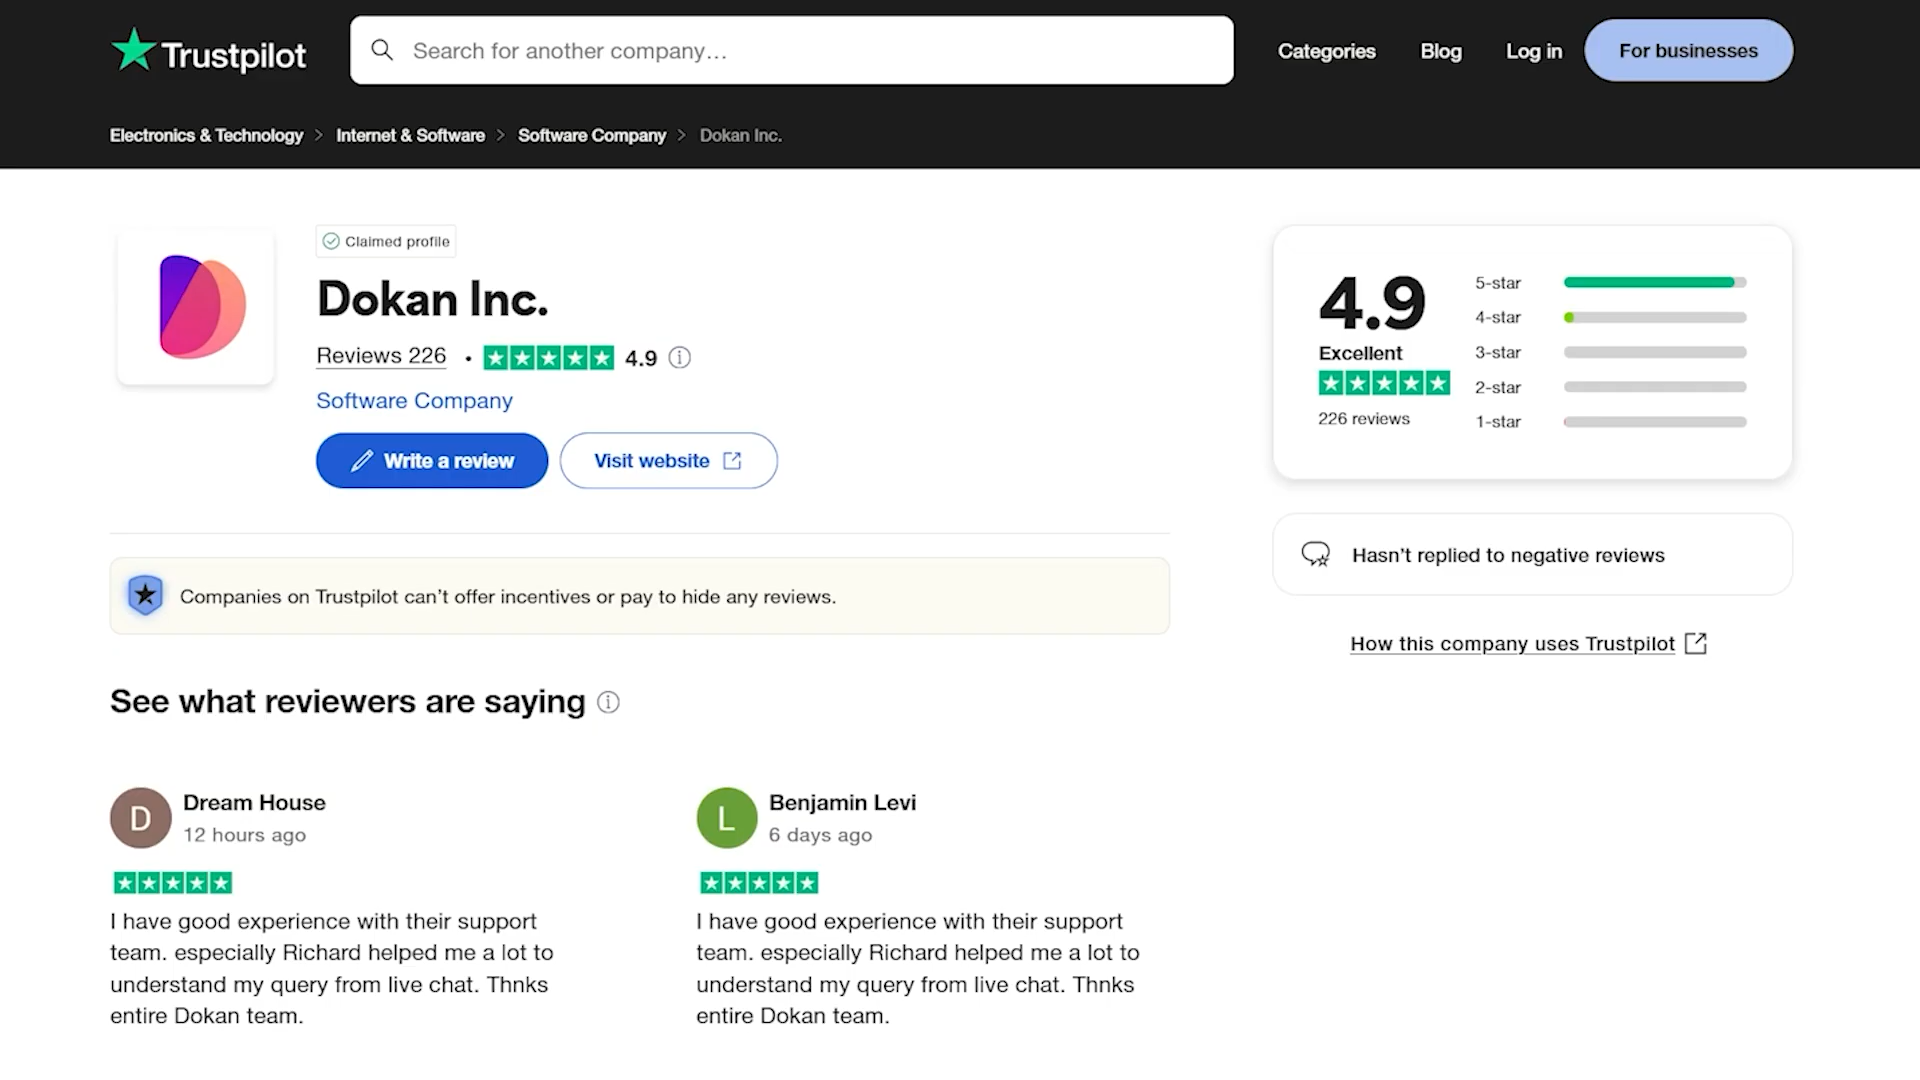 Trustpilot
Search for another company...
Categories
Blog
Log in
For businesses
Electronics & Technology > Internet & Software > Software Company > Dokan Inc.
Claimed profile
Dokan Inc.
Reviews 226 • 4.9
Software Company
Write a review
Visit website
4.9
Excellent
226 reviews
5-star
4-star
3-star
2-star
1-star
Companies on Trustpilot can't offer incentives or pay to hide any reviews.
Hasn't replied to negative reviews
How this company uses Trustpilot
See what reviewers are saying
D
Dream House
12 hours ago
I have good experience with their support
team. especially Richard helped me a lot to
understand my query from live chat. Thnks
entire Dokan team.
L
Benjamin Levi
6 days ago
I have good experience with their support
team. especially Richard helped me a lot to
understand my query from live chat. Thnks
entire Dokan team.